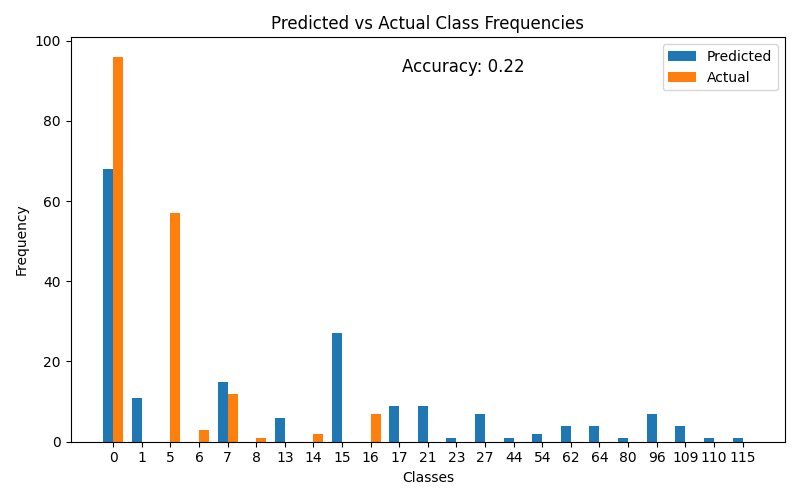 Predicted vs Actual Class Frequencies
Accuracy: 0.22
Predicted
Actual
Frequency
100
80
60
40
20
0
0 1 5 6 7 8 13 14 15 16 17 21 23 27 44 54 62 64 80 96 109 110 115
Classes